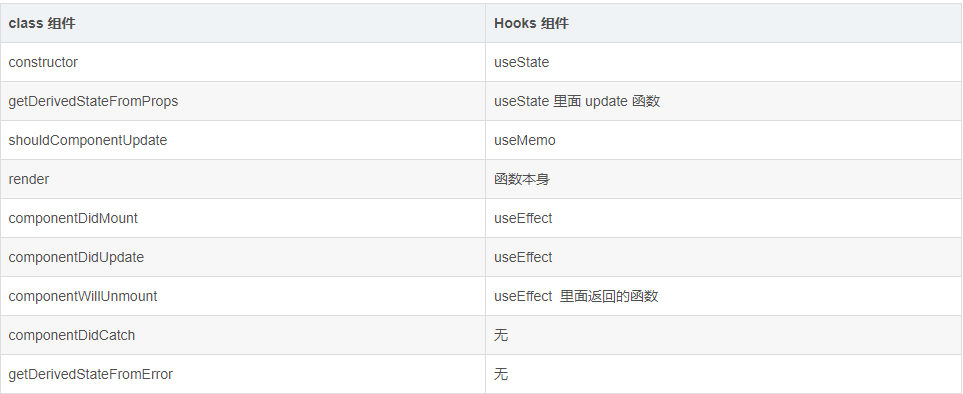 class 组件 Hooks 组件
constructor useState
getDerivedStateFromProps useState 里面 update 函数
shouldComponentUpdate useMemo
render 函数本身
componentDidMount useEffect
componentDidUpdate useEffect
componentWillUnmount useEffect 里面返回的函数
componentDidCatch 无
getDerivedStateFromError 无